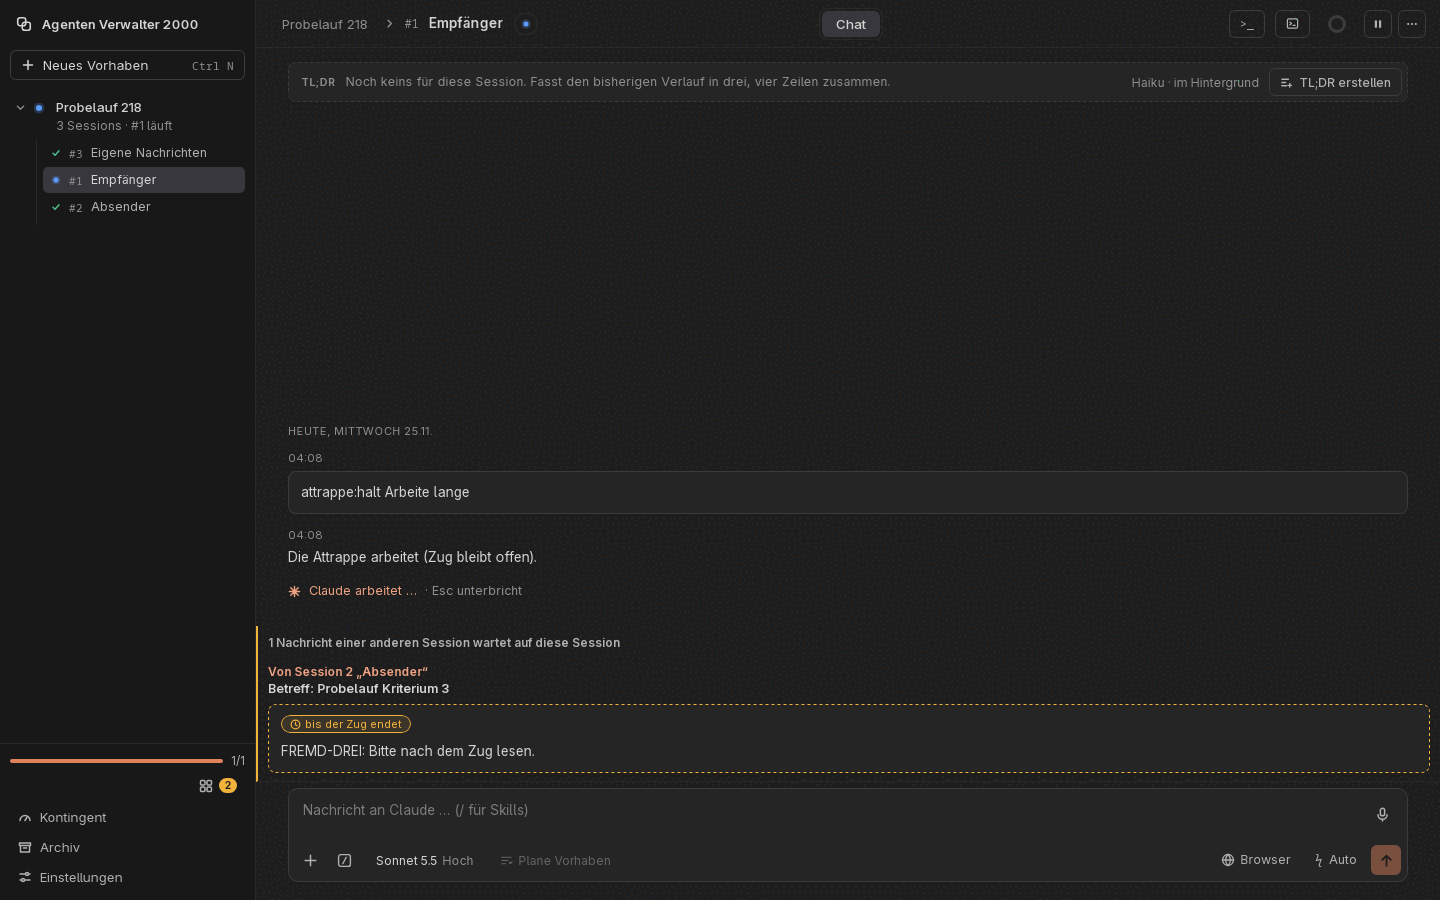 Agenten Verwalter 2000
Neues Vorhaben Ctrl N
Probelauf 218
3 Sessions · #1 läuft
#3 Eigene Nachrichten
#1 Empfänger
#2 Absender
1/1
2
Kontingent
Archiv
Einstellungen
Probelauf 218 > #1 Empfänger
Chat
>_
TL;DR Noch keins für diese Session. Fasst den bisherigen Verlauf in drei, vier Zeilen zusammen. Haiku · im Hintergrund TL;DR erstellen
HEUTE, MITTWOCH 25.11.
04:08
attrappe:halt Arbeite lange
04:08
Die Attrappe arbeitet (Zug bleibt offen).
Claude arbeitet … · Esc unterbricht
1 Nachricht einer anderen Session wartet auf diese Session
Von Session 2 „Absender“
Betreff: Probelauf Kriterium 3
bis der Zug endet
FREMD-DREI: Bitte nach dem Zug lesen.
Nachricht an Claude … (/ für Skills)
Sonnet 5.5 Hoch Plane Vorhaben Browser Auto